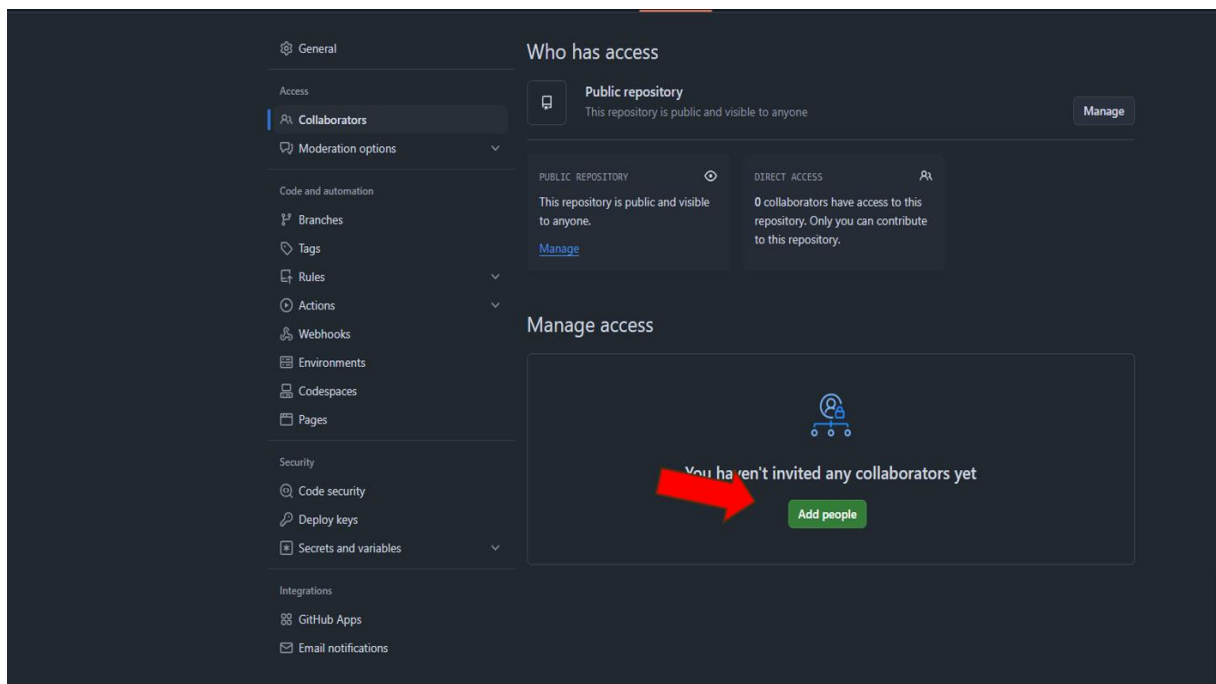 General
Access
Collaborators
Moderation options
Code and automation
Branches
Tags
Rules
Actions
Webhooks
Environments
Codespaces
Pages
Security
Code security
Deploy keys
Secrets and variables
Integrations
GitHub Apps
Email notifications
Who has access
Public repository
This repository is public and visible to anyone
Manage
PUBLIC REPOSITORY
This repository is public and visible
to anyone.
Manage
DIRECT ACCESS
0 collaborators have access to this
repository. Only you can contribute
to this repository.
Manage access
You haven't invited any collaborators yet
Add people